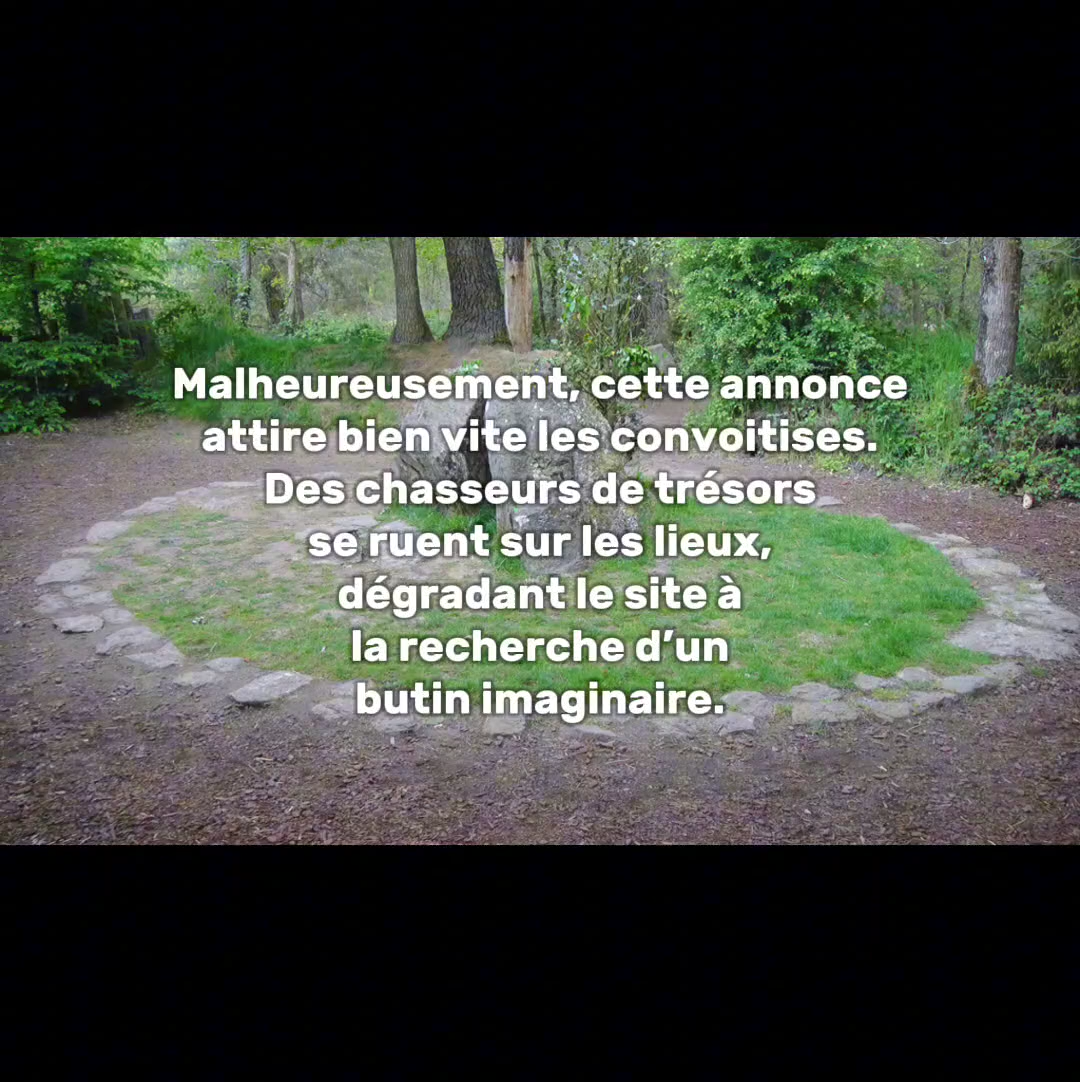 Malheureusement, cette annonce
attire bien vite les convoitises.
Des chasseurs de trésors
se ruent sur les lieux,
dégradant le site à
la recherche d’un
butin imaginaire.